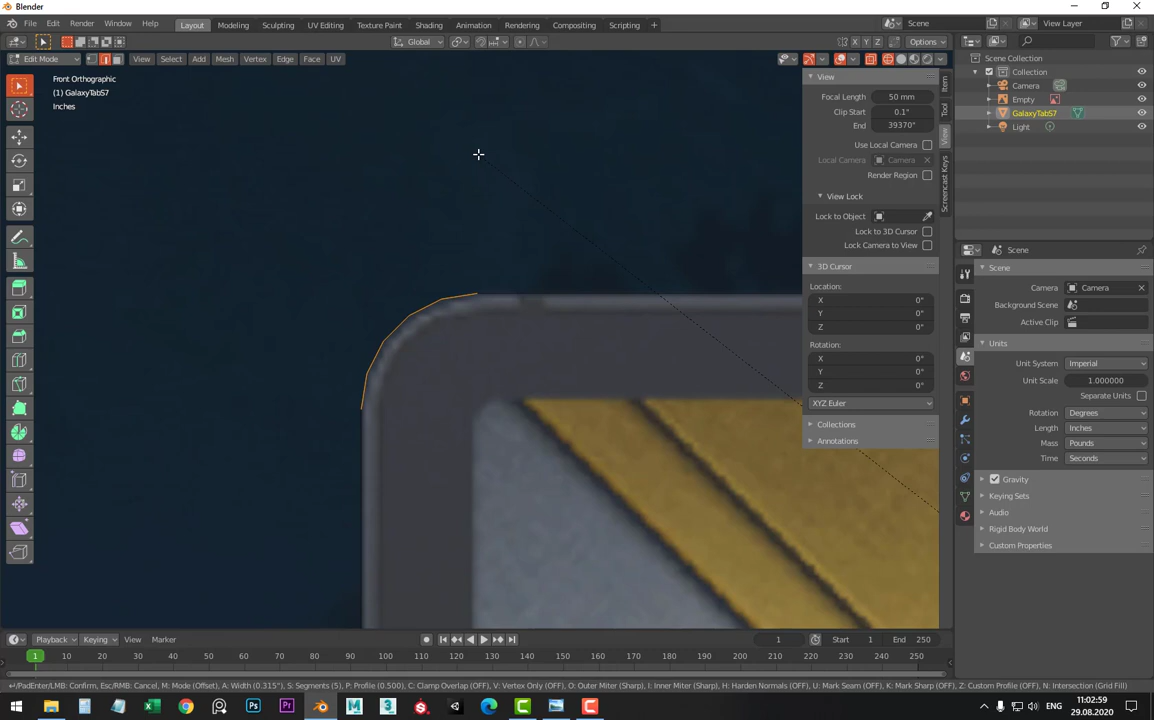 Blender
File Edit Render Window Help Layout Modeling Sculpting UV Editing Texture Paint Shading Animation Rendering Compositing Scripting + Scene View Layer
Global X Y Z Options
Edit Mode View Select Add Mesh Vertex Edge Face UV
Scene Collection
Collection
Camera
Empty
GalaxyTabS7
Light
Front Orthographic
(1) GalaxyTabS7
Inches
View
Focal Length 50 mm
Clip Start 0.1"
End 39370"
Use Local Camera
Local Camera Camera
Render Region
View Lock
Lock to Object
Lock to 3D Cursor
Lock Camera to View
3D Cursor
Location:
X 0"
Y 0"
Z 0"
Rotation:
X 0°
Y 0°
Z 0°
XYZ Euler
Collections
Annotations
Item
Tool
View
Screencast Keys
Scene
Scene
Camera Camera
Background Scene
Active Clip
Units
Unit System Imperial
Unit Scale 1.000000
Separate Units
Rotation Degrees
Length Inches
Mass Pounds
Time Seconds
Gravity
Keying Sets
Audio
Rigid Body World
Custom Properties
Playback Keying View Marker 1 Start 1 End 250
1 10 20 30 40 50 60 70 80 90 100 110 120 130 140 150 160 170 180 190 200 210 220 230 240 250
/PadEnter/LMB: Confirm, Esc/RMB: Cancel, M: Mode (Offset), A: Width (0.315"), S: Segments (5), P: Profile (0.500), C: Clamp Overlap (OFF), V: Vertex Only (OFF), O: Outer Miter (Sharp), I: Inner Miter (Sharp), H: Harden Normals (OFF), U: Mark Seam (OFF), K: Mark Sharp (OFF), Z: Custom Profile (OFF), N: Intersection (Grid Fill)
ENG 11:02:59
29.08.2020